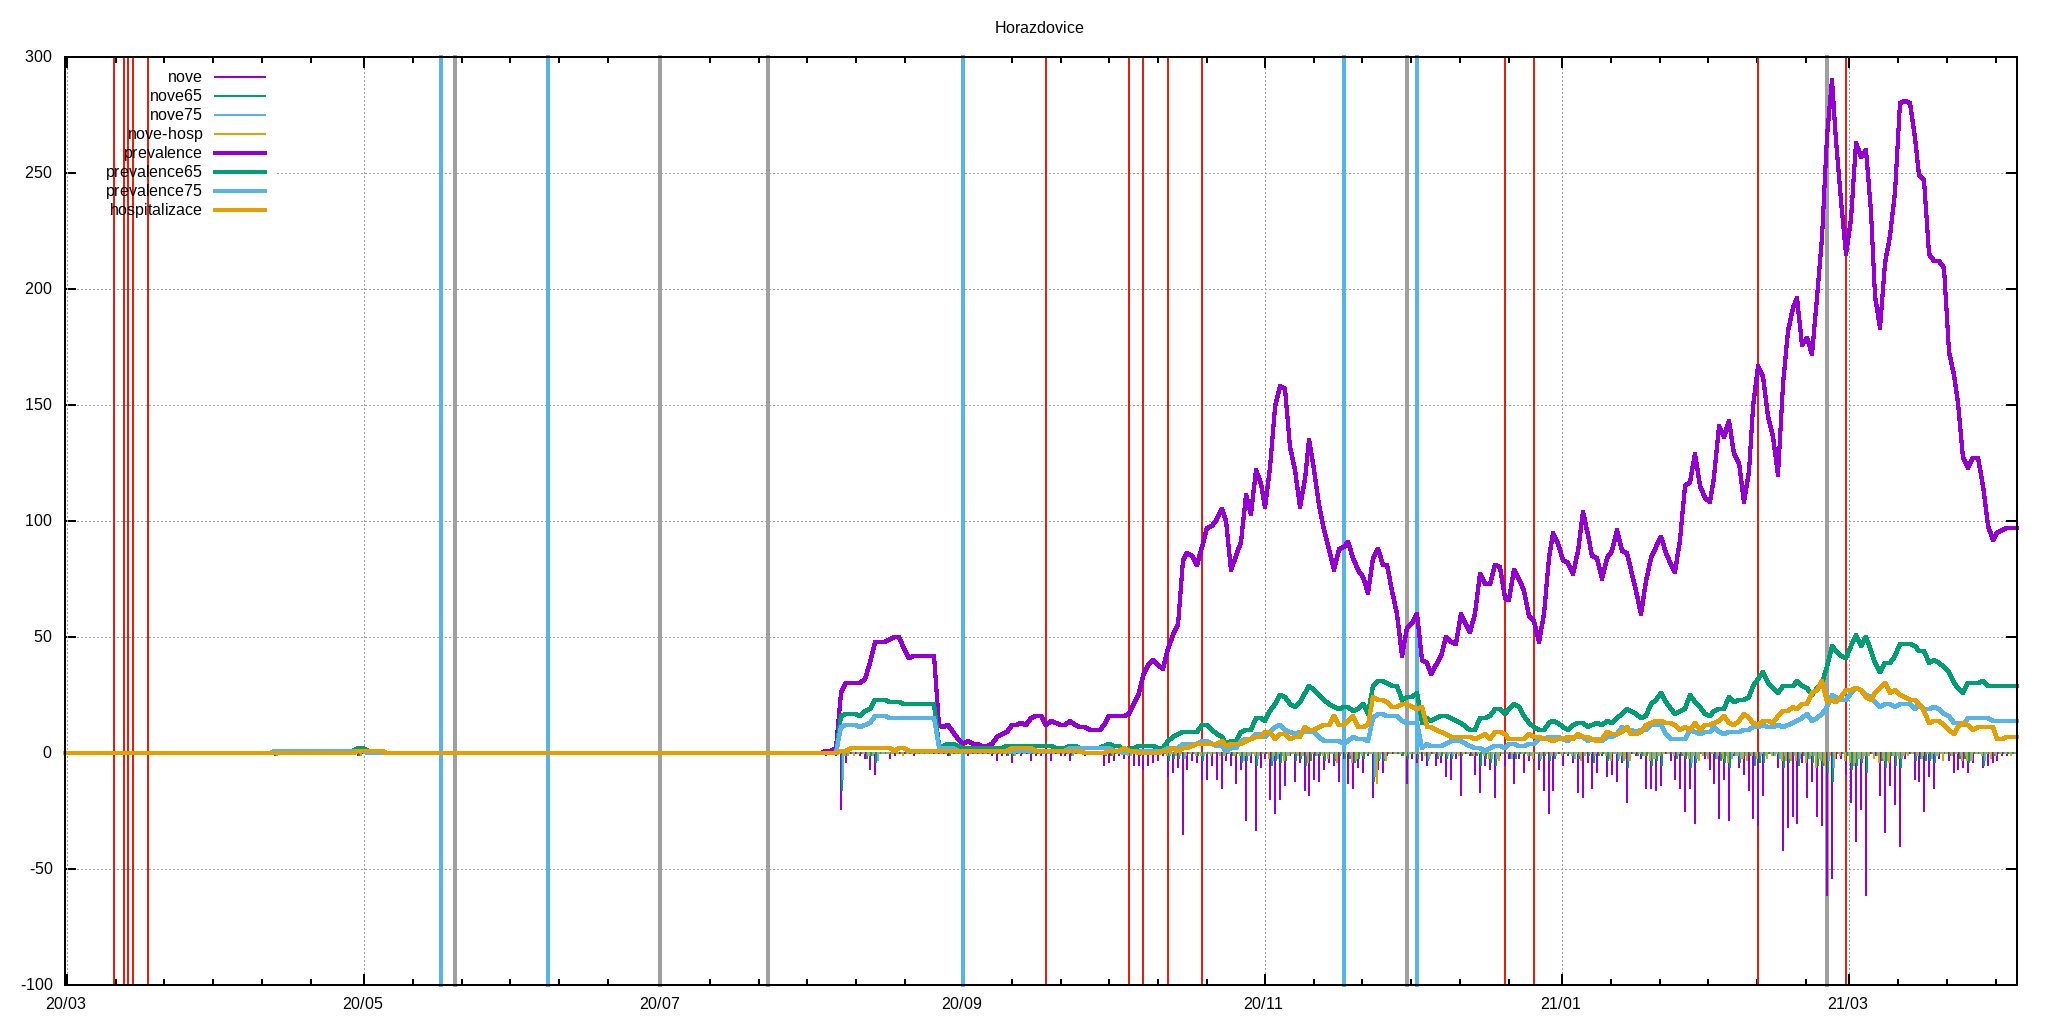 Horazdovice
300
250
200
150
100
50
0
-50
-100
nove
nove65
nove75
nove-hosp
prevalence
prevalence65
prevalence75
hospitalizace
20/03 20/05 20/07 20/09 20/11 21/01 21/03